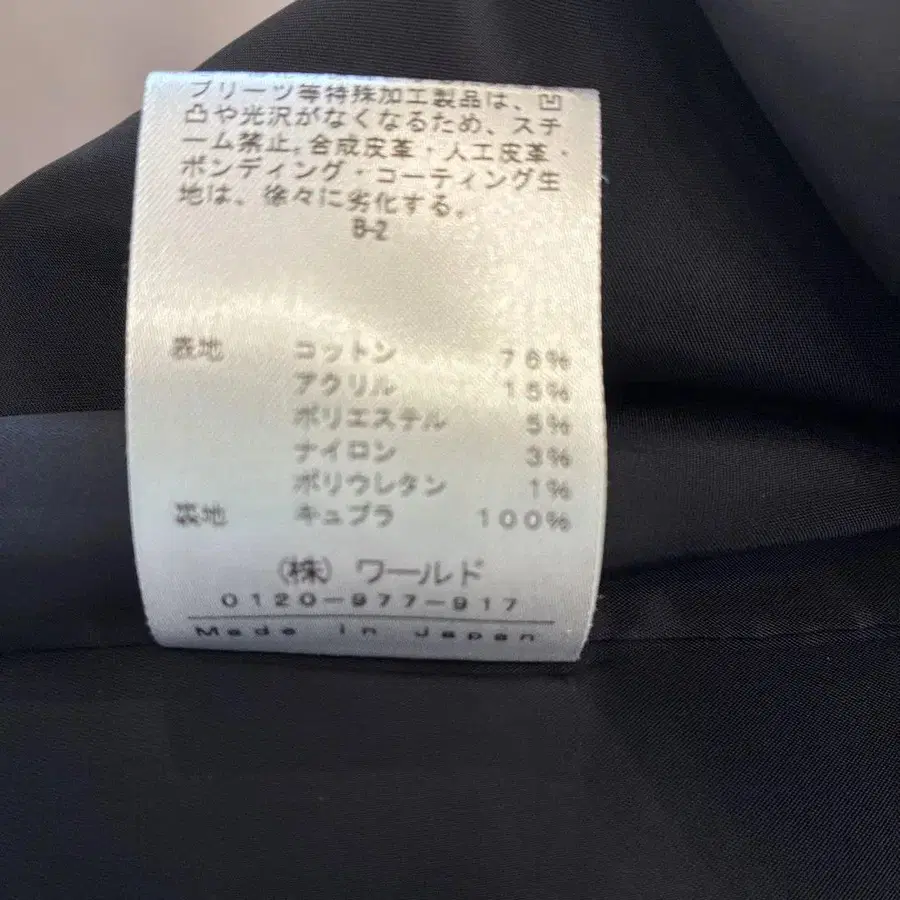 プリーツ等特殊加工製品は、凹
凸や光沢がなくなるため、スチ
ーム禁止。合成皮革・人工皮革・
ボンディング・コーティング生
地は、徐々に劣化する。
B-2
表地 コットン 76%
アクリル 15%
ポリエステル 5%
ナイロン 3%
ポリウレタン 1%
裏地 キュプラ 100%
(株) ワールド
0120-977-917
Made in Japan